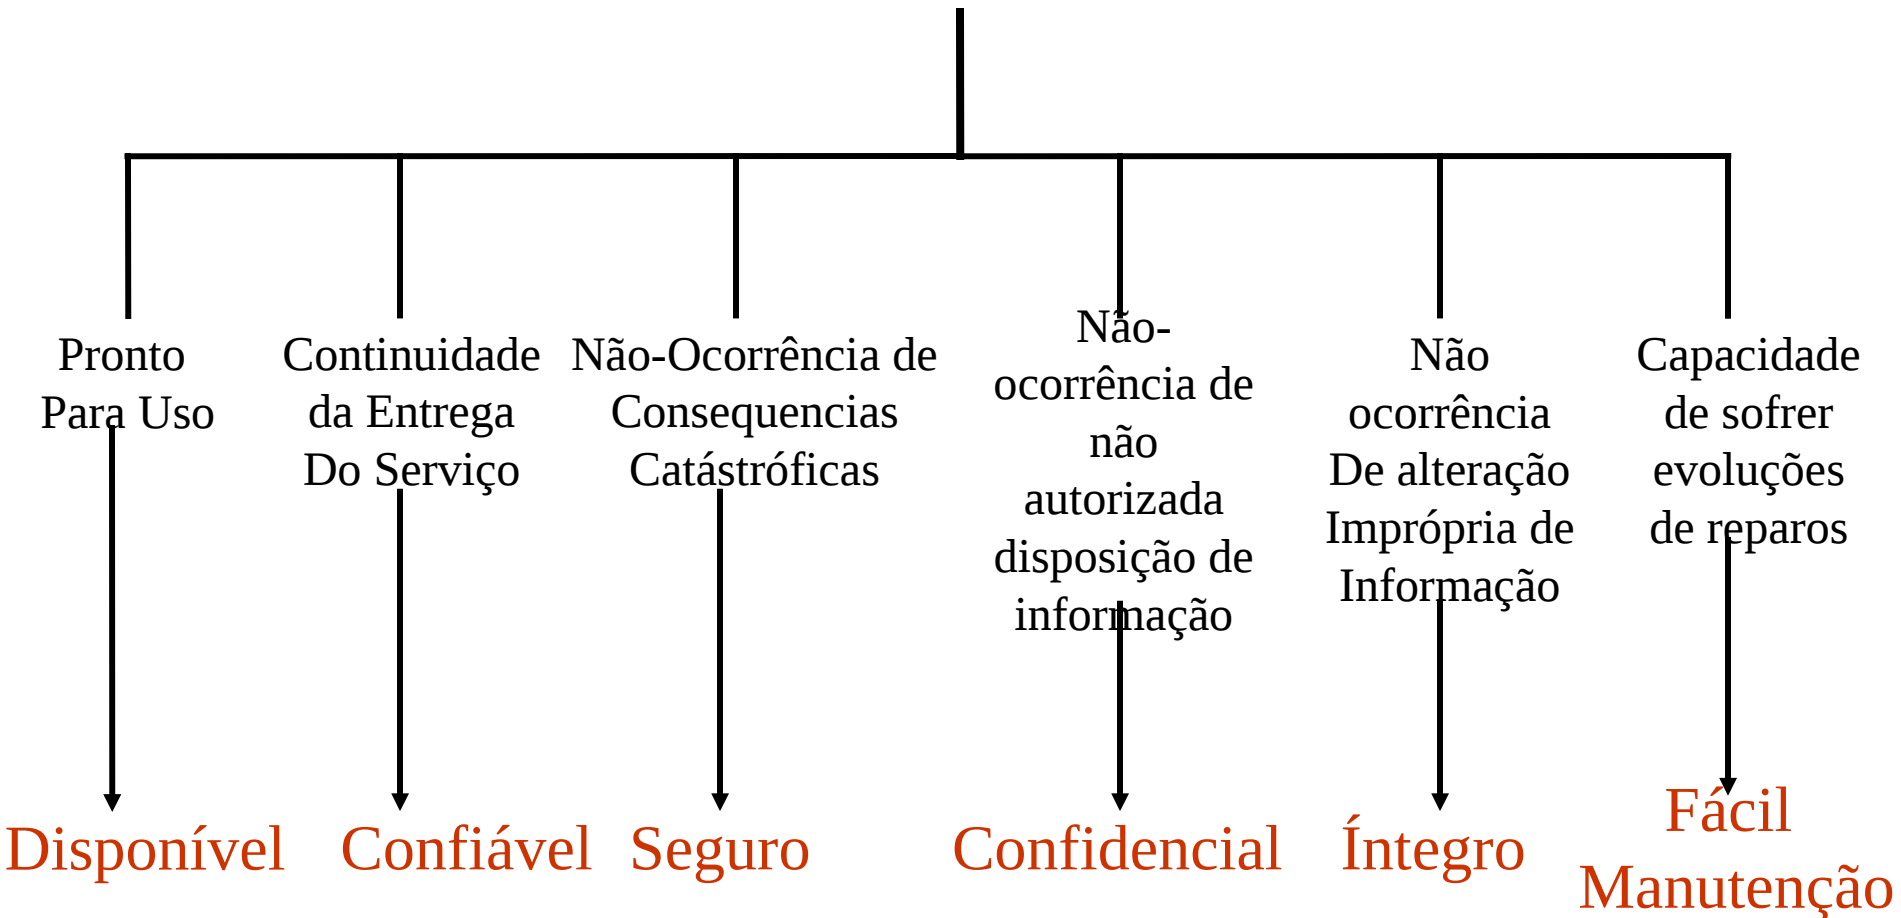 Pronto
Para Uso
Continuidade
da Entrega
Do Serviço
Não-Ocorrência de
Consequencias
Catástróficas
Não-
ocorrência de
não
autorizada
disposição de
informação
Não
ocorrência
De alteração
Imprópria de
Informação
Capacidade
de sofrer
evoluções
de reparos
Disponível
Confiável
Seguro
Confidencial
Íntegro
Fácil
Manutenção